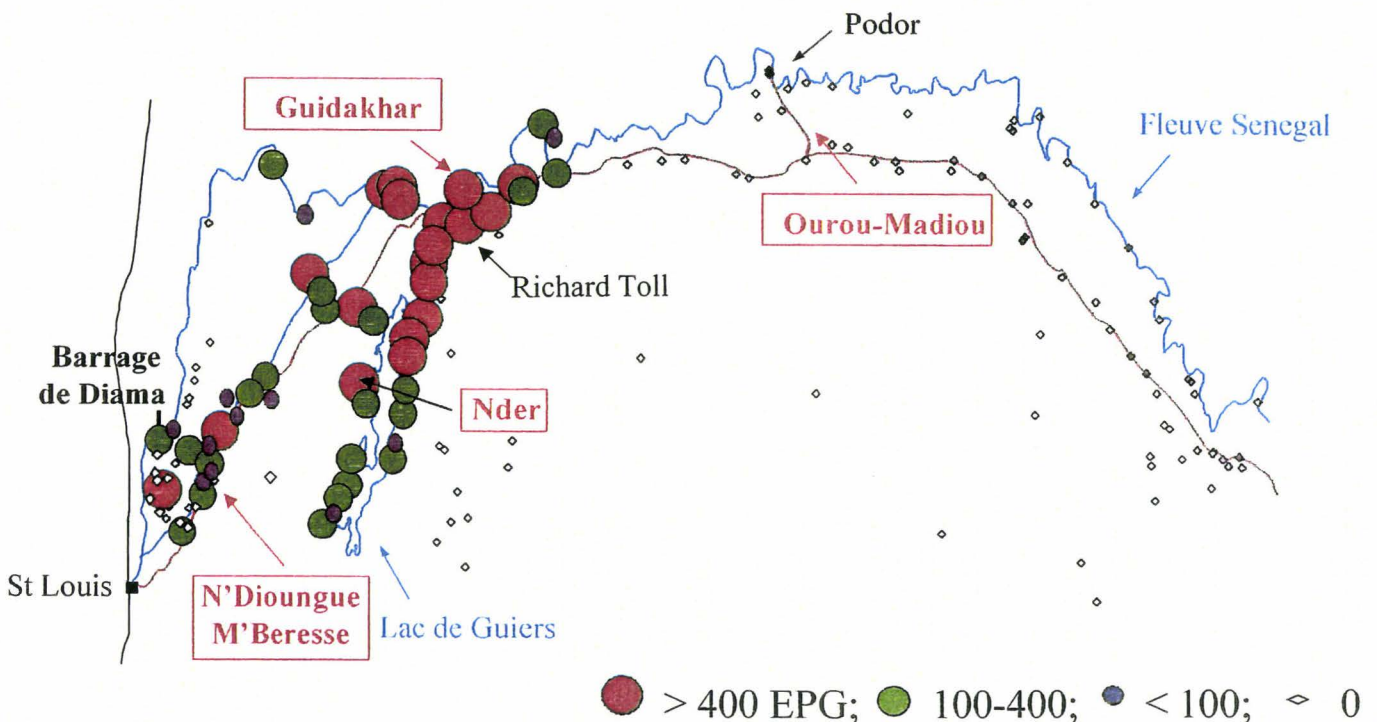 Podor
Guidakhar
Fleuve Senegal
Ourou-Madiou
Richard Toll
Barrage
de Diama
Nder
St Louis
N'Dioungue
M'Beresse
Lac de Guiers
> 400 EPG; 100-400; < 100; 0